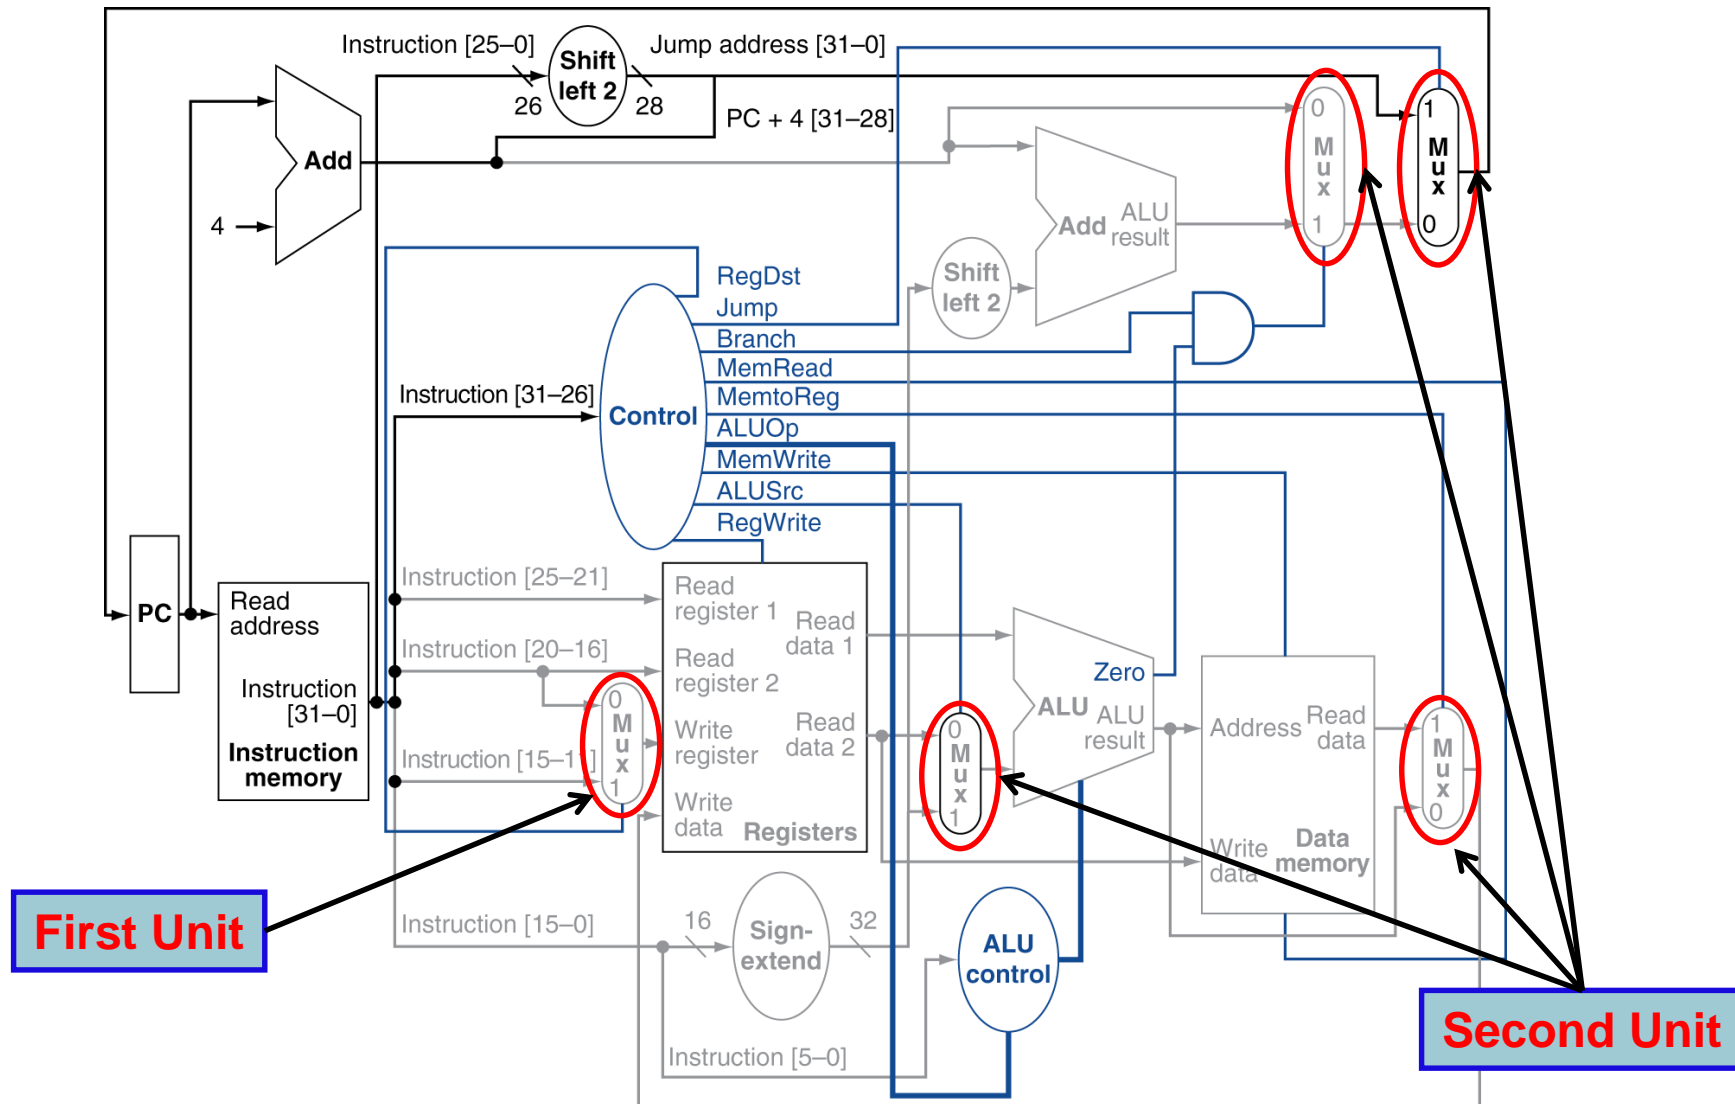 Instruction [25–0]
Shift
left 2
Jump address [31–0]
26
28
PC + 4 [31–28]
Add
4
0
M
u
x
1
1
M
u
x
0
Add
ALU
result
Shift
left 2
RegDst
Jump
Branch
MemRead
MemtoReg
ALUOp
MemWrite
ALUSrc
RegWrite
Instruction [31–26]
Control
PC
Read
address
Instruction
[31–0]
Instruction
memory
Instruction [25–21]
Instruction [20–16]
Instruction [15–11]
0
M
u
x
1
Read
register 1
Read
register 2
Write
register
Write
data
Read
data 1
Read
data 2
Registers
0
M
u
x
1
Zero
ALU
ALU
result
Address
Read
data
Write
data
Data
memory
1
M
u
x
0
First Unit
Instruction [15–0]
16
Sign-
extend
32
ALU
control
Instruction [5–0]
Second Unit